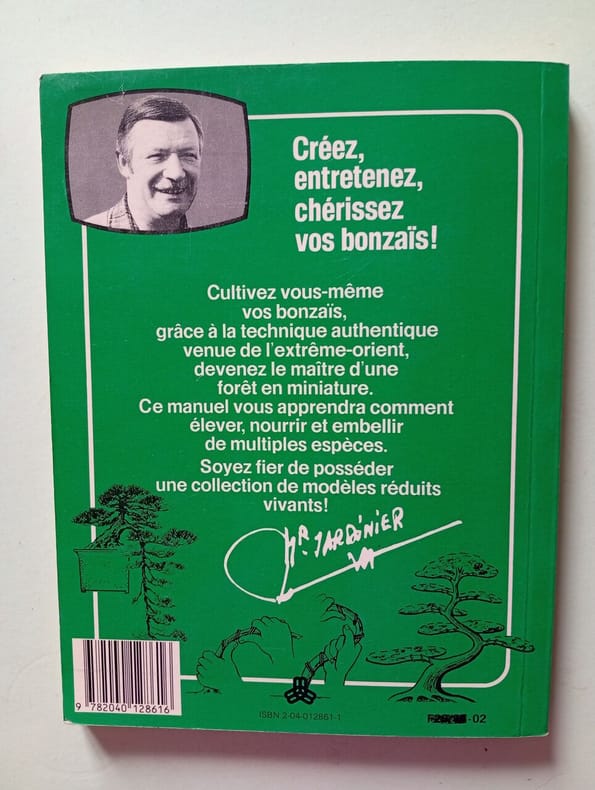 Créez,
entretenez,
chérissez
vos bonzaïs!
Cultivez vous-même
vos bonzaïs,
grâce à la technique authentique
venue de l'extrême-orient,
devenez le maître d'une
forêt en miniature.
Ce manuel vous apprendra comment
élever, nourrir et embellir
de multiples espèces.
Soyez fier de posséder
une collection de modèles réduits
vivants!
MR JARDINIER
9 782040 128616
ISBN 2-04-012861-1
-02